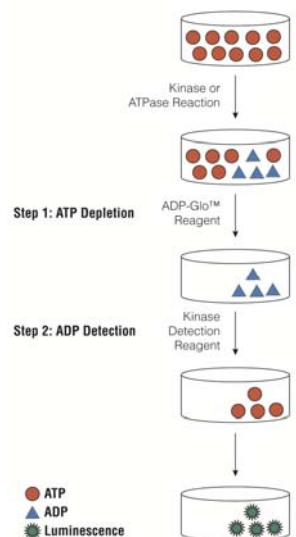 Kinase or
ATPase Reaction
Step 1: ATP Depletion
ADP-Glo™
Reagent
Step 2: ADP Detection
Kinase
Detection
Reagent
ATP
ADP
Luminescence